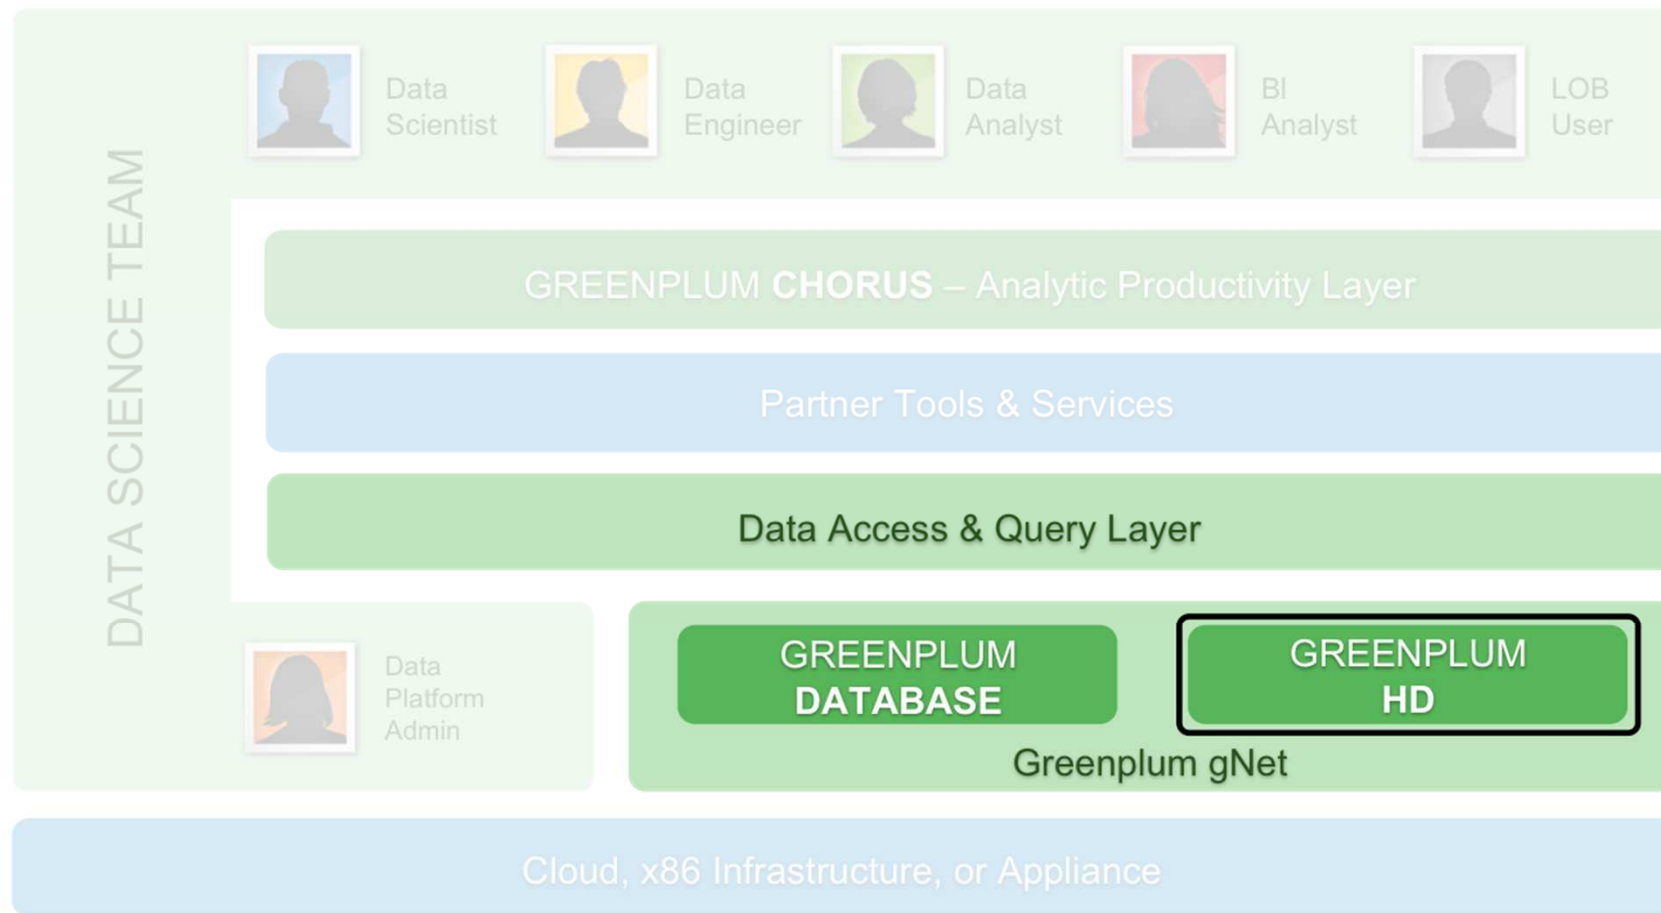 Data
Scientist
Data
Engineer
Data
Analyst
BI
Analyst
LOB
User
DATA SCIENCE TEAM
GREENPLUM CHORUS – Analytic Productivity Layer
Partner Tools & Services
Data Access & Query Layer
Data
Platform
Admin
GREENPLUM
DATABASE
GREENPLUM
HD
Greenplum gNet
Cloud, x86 Infrastructure, or Appliance